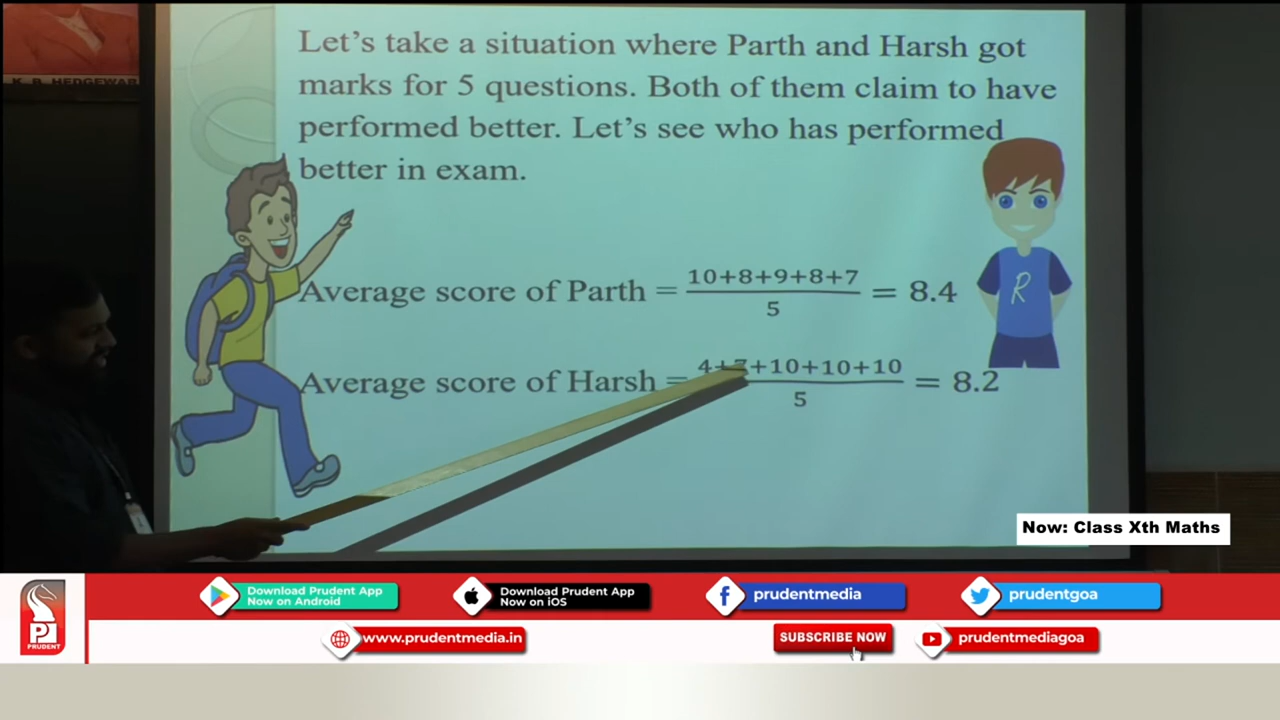 K. B. HEDGEWAR
Let's take a situation where Parth and Harsh got
marks for 5 questions. Both of them claim to have
performed better. Let's see who has performed
better in exam.
R
Average score of Parth = 10+8+9+8+7 / 5 = 8.4
Average score of Harsh = 4+7+10+10+10 / 5 = 8.2
Now: Class Xth Maths
Download Prudent App
Now on Android
Download Prudent App
Now on iOS
prudentmedia
prudentgoa
PRUDENT
www.prudentmedia.in
SUBSCRIBE NOW
prudentmediagoa